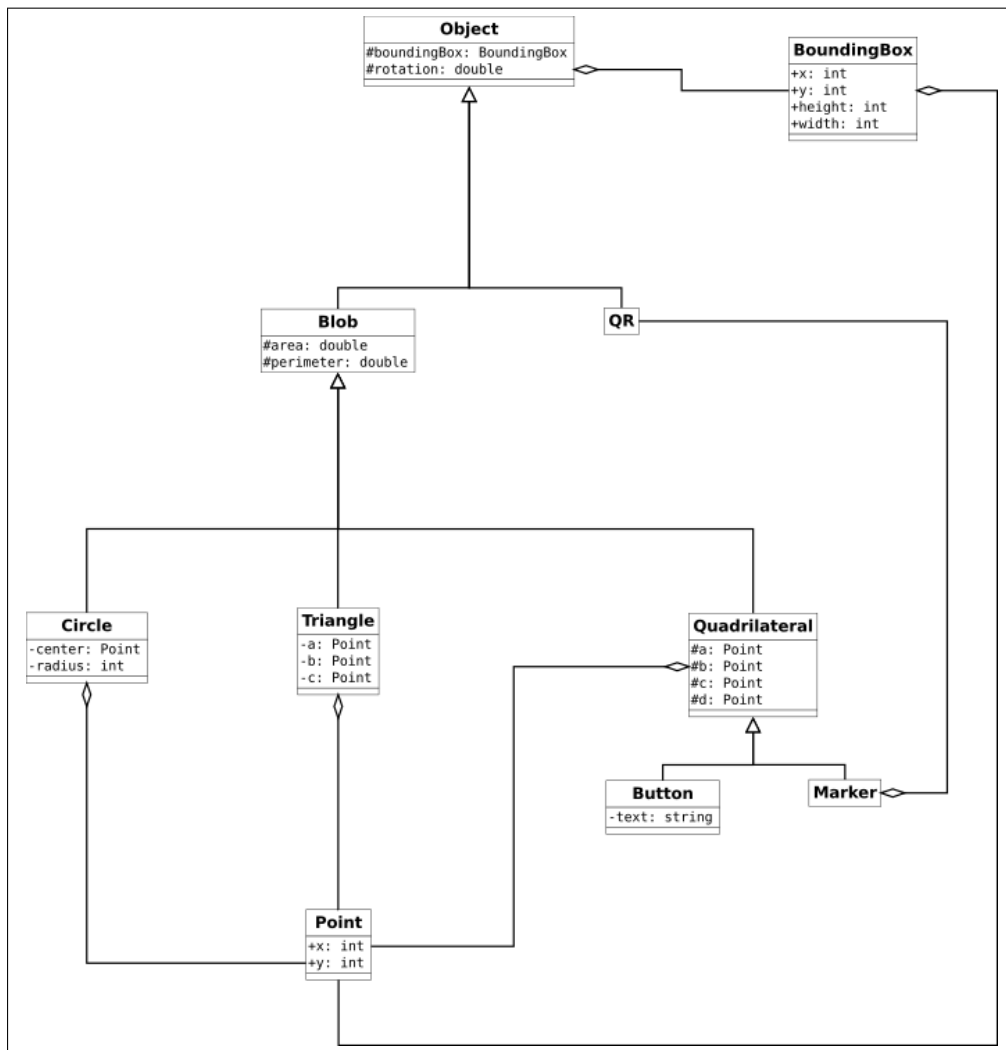 Object
#boundingBox: BoundingBox
#rotation: double
BoundingBox
+x: int
+y: int
+height: int
+width: int
Blob
#area: double
#perimeter: double
QR
Circle
-center: Point
-radius: int
Triangle
-a: Point
-b: Point
-c: Point
Quadrilateral
#a: Point
#b: Point
#c: Point
#d: Point
Button
-text: string
Marker
Point
+x: int
+y: int